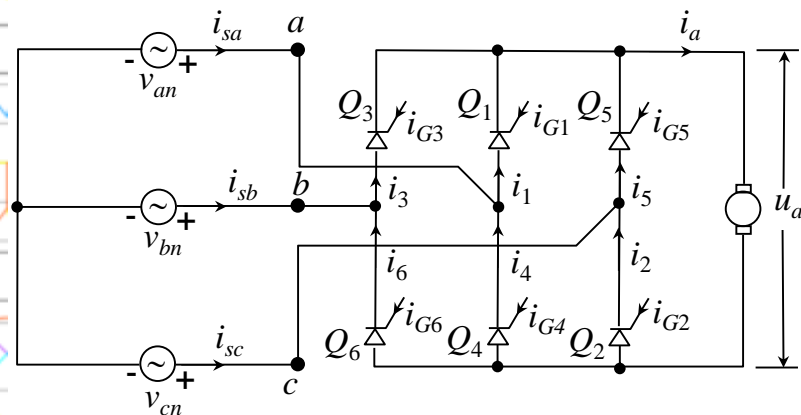 i_sa a i_a
- + v_an
Q_3 i_G3 Q_1 i_G1 Q_5 i_G5
i_sb b i_3 i_1 i_5 u_a
- + v_bn
i_6 i_4 i_2
Q_6 i_G6 Q_4 i_G4 Q_2 i_G2
i_sc c
- + v_cn